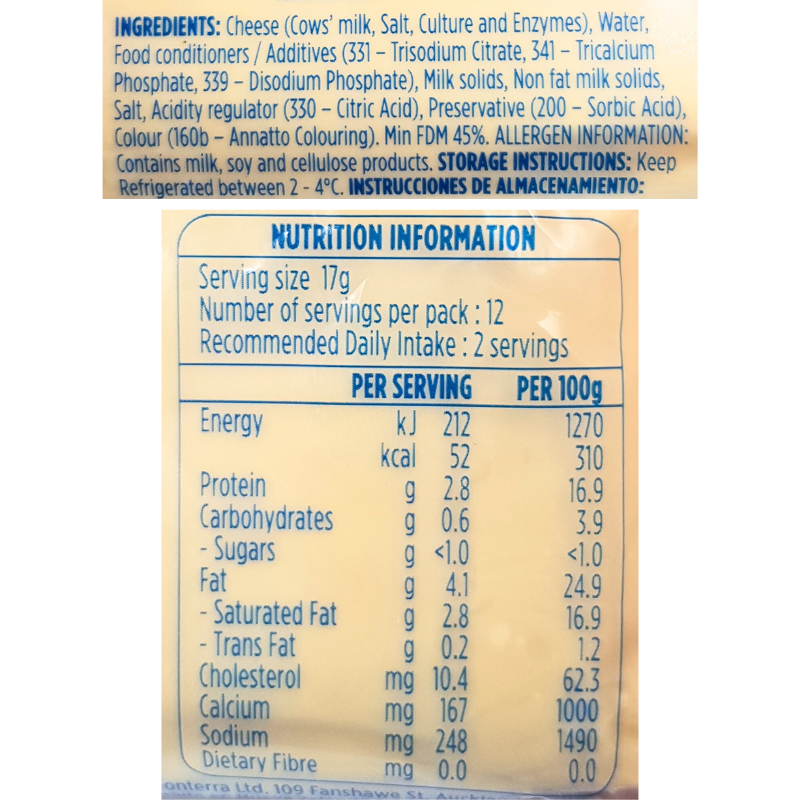 INGREDIENTS: Cheese (Cows' milk, Salt, Culture and Enzymes), Water,
Food conditioners / Additives (331 – Trisodium Citrate, 341 – Tricalcium
Phosphate, 339 – Disodium Phosphate), Milk solids, Non fat milk solids,
Salt, Acidity regulator (330 – Citric Acid), Preservative (200 – Sorbic Acid),
Colour (160b – Annatto Colouring). Min FDM 45%. ALLERGEN INFORMATION:
Contains milk, soy and cellulose products. STORAGE INSTRUCTIONS: Keep
Refrigerated between 2 - 4°C. INSTRUCCIONES DE ALMACENAMIENTO:
NUTRITION INFORMATION
Serving size 17g
Number of servings per pack : 12
Recommended Daily Intake : 2 servings
PER SERVING PER 100g
Energy kJ 212 1270
kcal 52 310
Protein g 2.8 16.9
Carbohydrates g 0.6 3.9
- Sugars g <1.0 <1.0
Fat g 4.1 24.9
- Saturated Fat g 2.8 16.9
- Trans Fat g 0.2 1.2
Cholesterol mg 10.4 62.3
Calcium mg 167 1000
Sodium mg 248 1490
Dietary Fibre mg 0.0 0.0
onterra Ltd. 109 Fanshawe St.